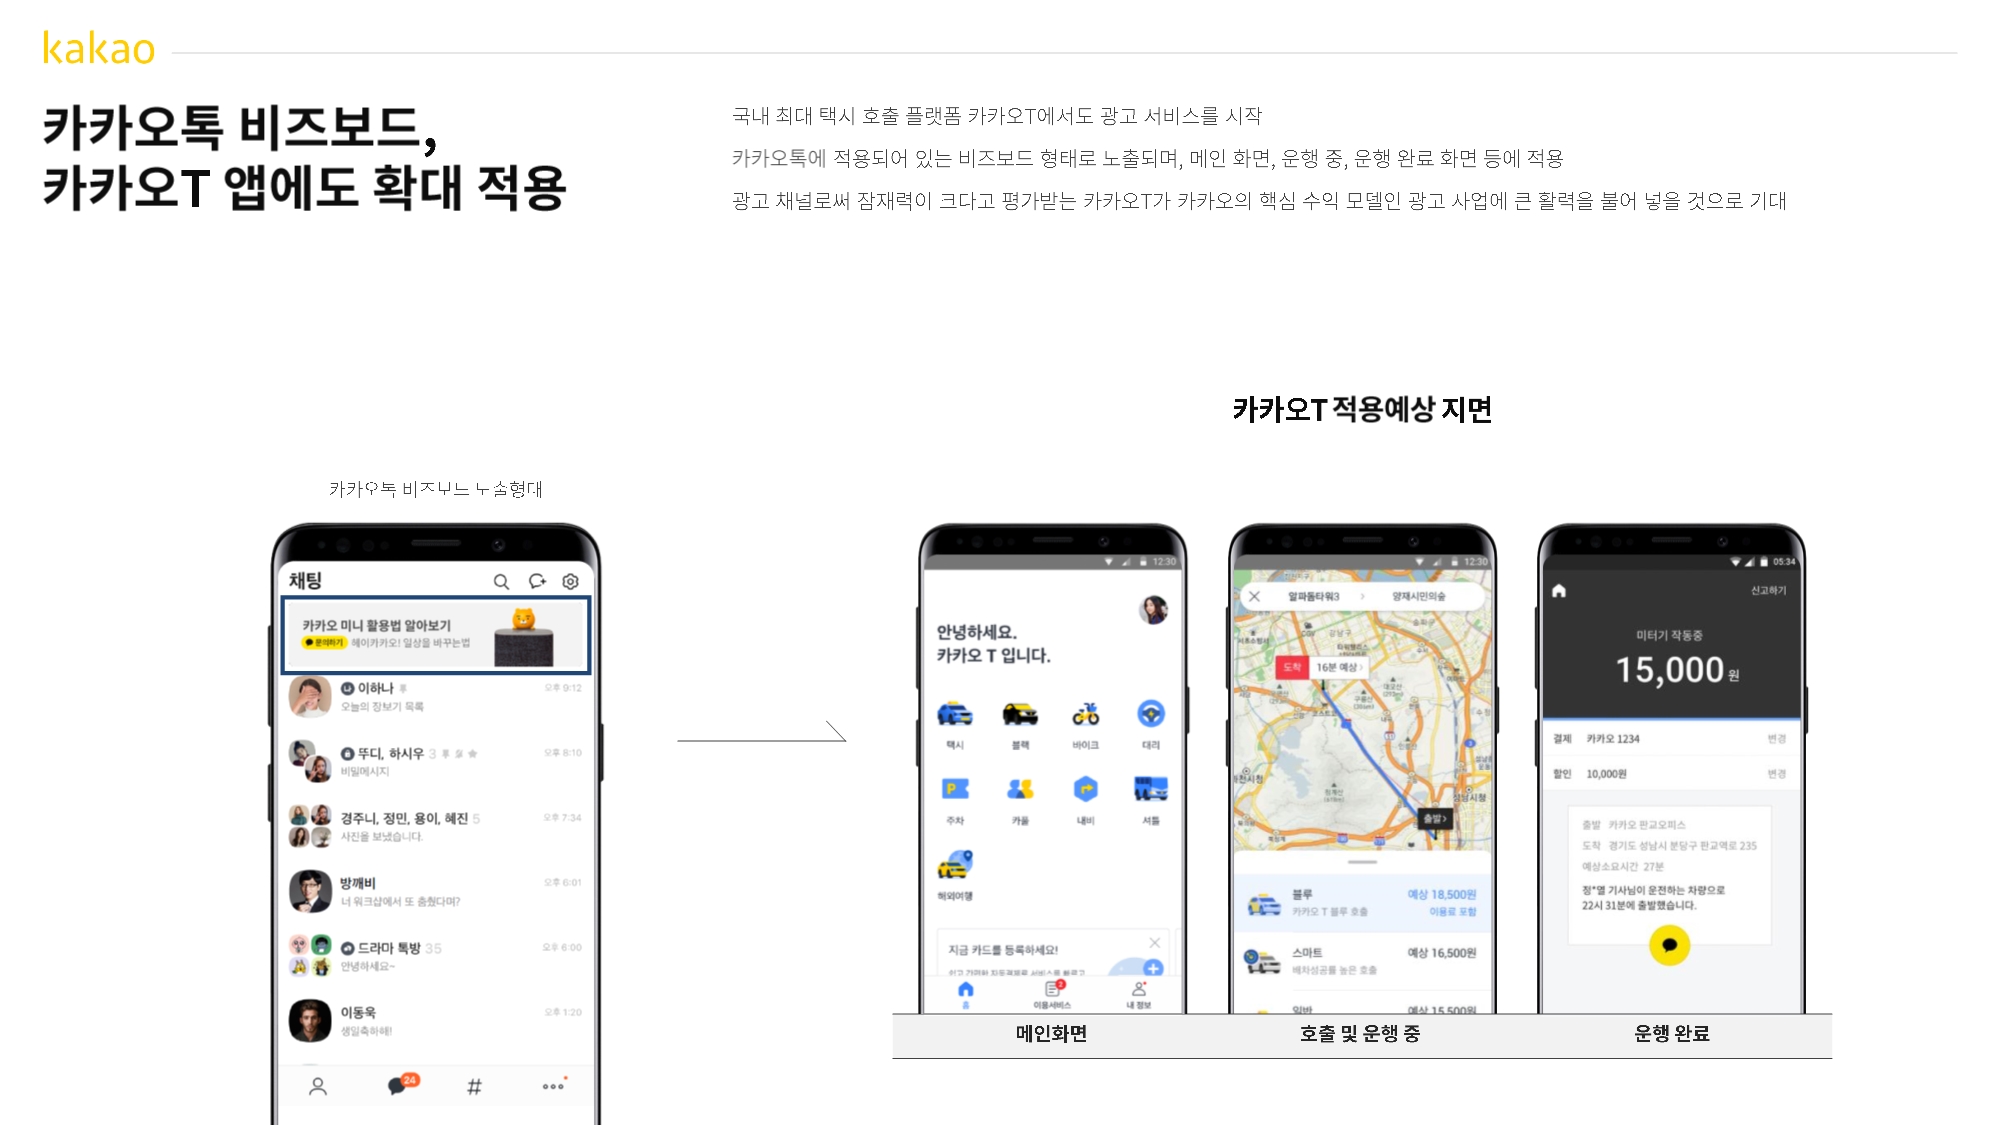 kakao
카카오톡 비즈보드,
카카오T 앱에도 확대 적용
국내 최대 택시 호출 플랫폼 카카오T에서도 광고 서비스를 시작
카카오톡에 적용되어 있는 비즈보드 형태로 노출되며, 메인 화면, 운행 중, 운행 완료 화면 등에 적용
광고 채널로써 잠재력이 크다고 평가받는 카카오T가 카카오의 핵심 수익 모델인 광고 사업에 큰 활력을 불어 넣을 것으로 기대
카카오T 적용예상 지면
카카오톡 비즈보드 노출형태
채팅
카카오 미니 활용법 알아보기
문의하기 헤이카카오! 일상을 바꾸는법
이하나
오후 9:12
오늘의 장보기 목록
뚜디, 하시우 3
오후 8:10
비밀메시지
경주니, 정민, 용이, 혜진 5
오후 7:34
사진을 보냈습니다.
방깨비
오후 6:01
너 워크샵에서 또 춤췄다며?
드라마 톡방 35
오후 6:00
안녕하세요~
이동욱
오후 1:20
생일축하해!
24
#
12:30
안녕하세요.
카카오 T 입니다.
택시 블랙 바이크 대리
P
주차 카풀 내비 셔틀
해외여행
지금 카드를 등록하세요!
2
홈 이용서비스 내 정보
메인화면
12:30
알파돔타워3 > 양재시민의숲
도착 16분 예상 >
출발 >
블루 예상 18,500원
카카오 T 블루 호출 이용료 포함
스마트 예상 16,500원
배차성공률 높은 호출
일반 예상 15,500원
호출 및 운행 중
05:34
신고하기
미터기 작동중
15,000 원
결제 카카오 1234 변경
할인 10,000원 변경
출발 카카오 판교오피스
도착 경기도 성남시 분당구 판교역로 235
예상소요시간 27분
정*열 기사님이 운전하는 차량으로
22시 31분에 출발했습니다.
운행 완료